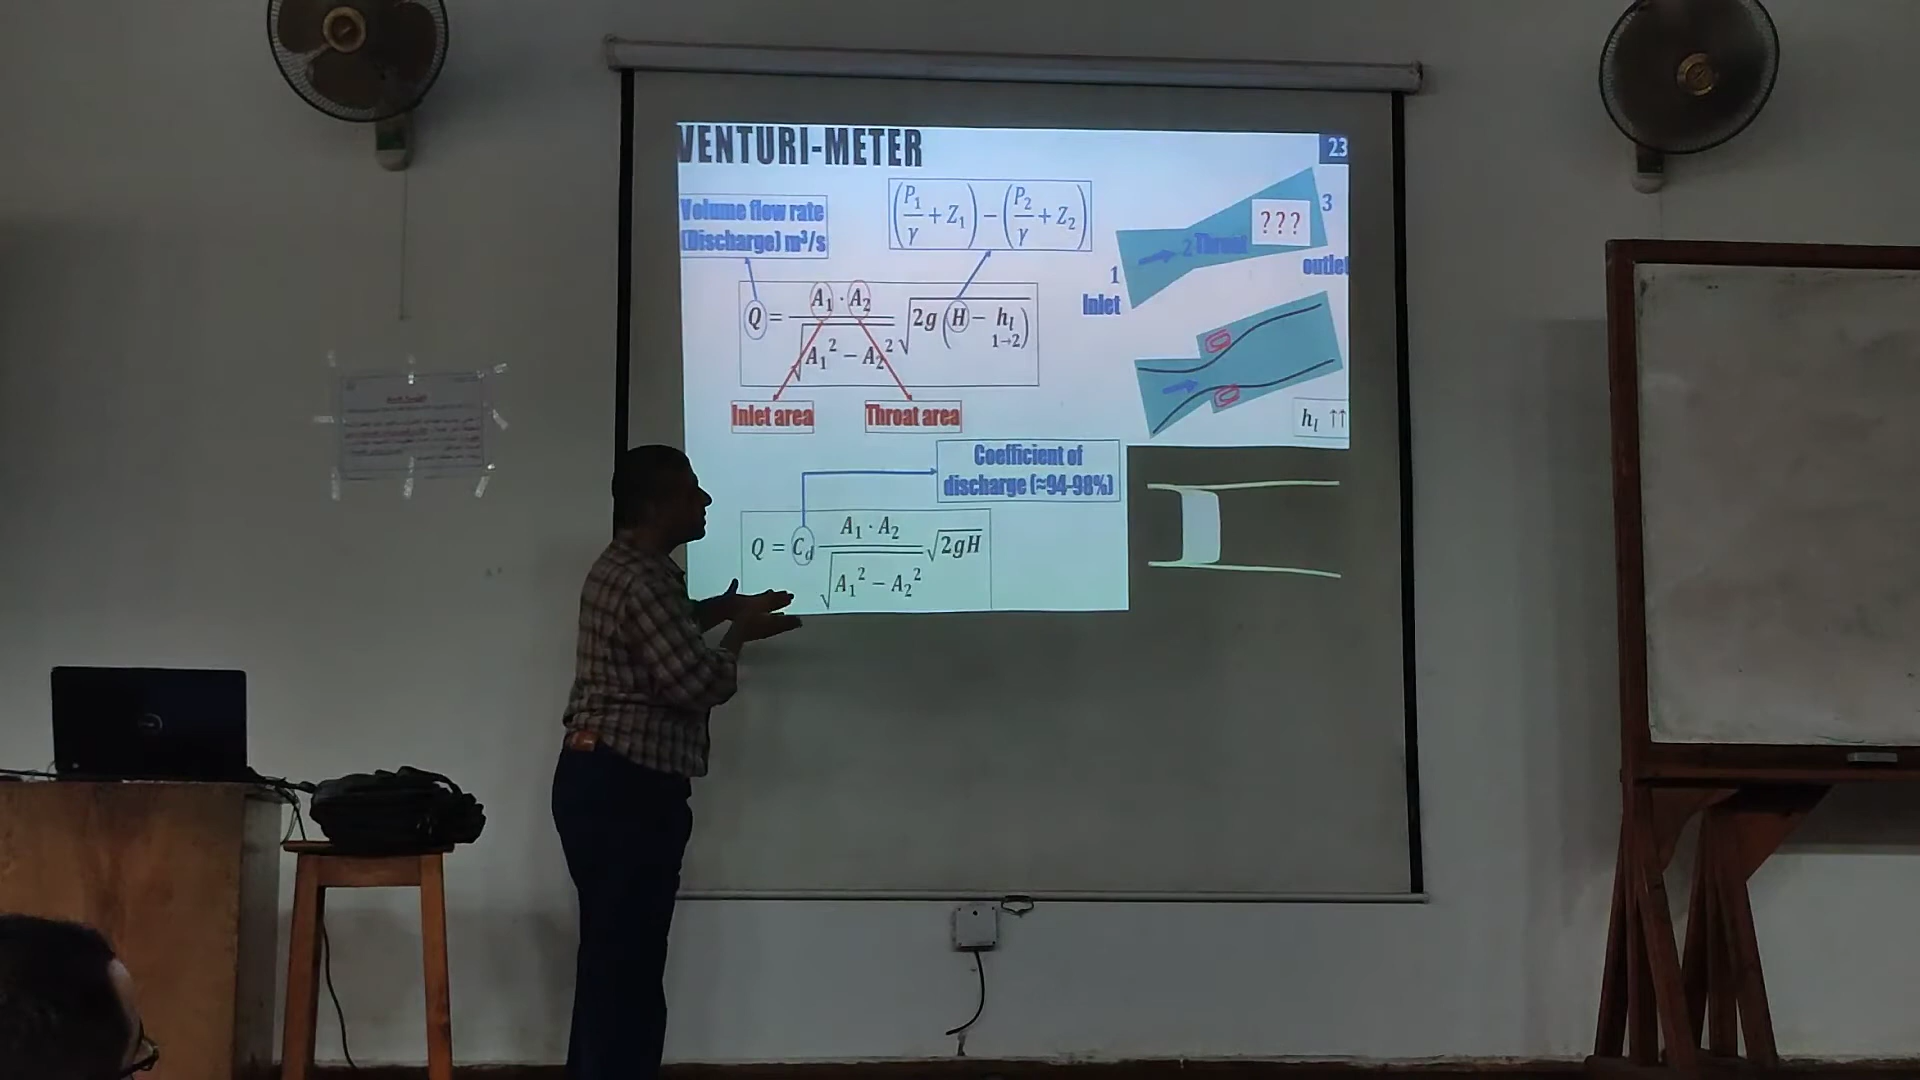 VENTURI-METER
23
Volume flow rate
(Discharge) m³/s
(P₁/γ + Z₁) − (P₂/γ + Z₂)
Q = A₁ · A₂ / √(A₁² − A₂²) √(2g (H − hₗ 1→2))
Inlet area
Throat area
1
Inlet
2 Throat
???
3
outlet
hₗ ↑↑
Coefficient of
discharge (≈94-98%)
Q = C_d A₁ · A₂ / √(A₁² − A₂²) √2gH